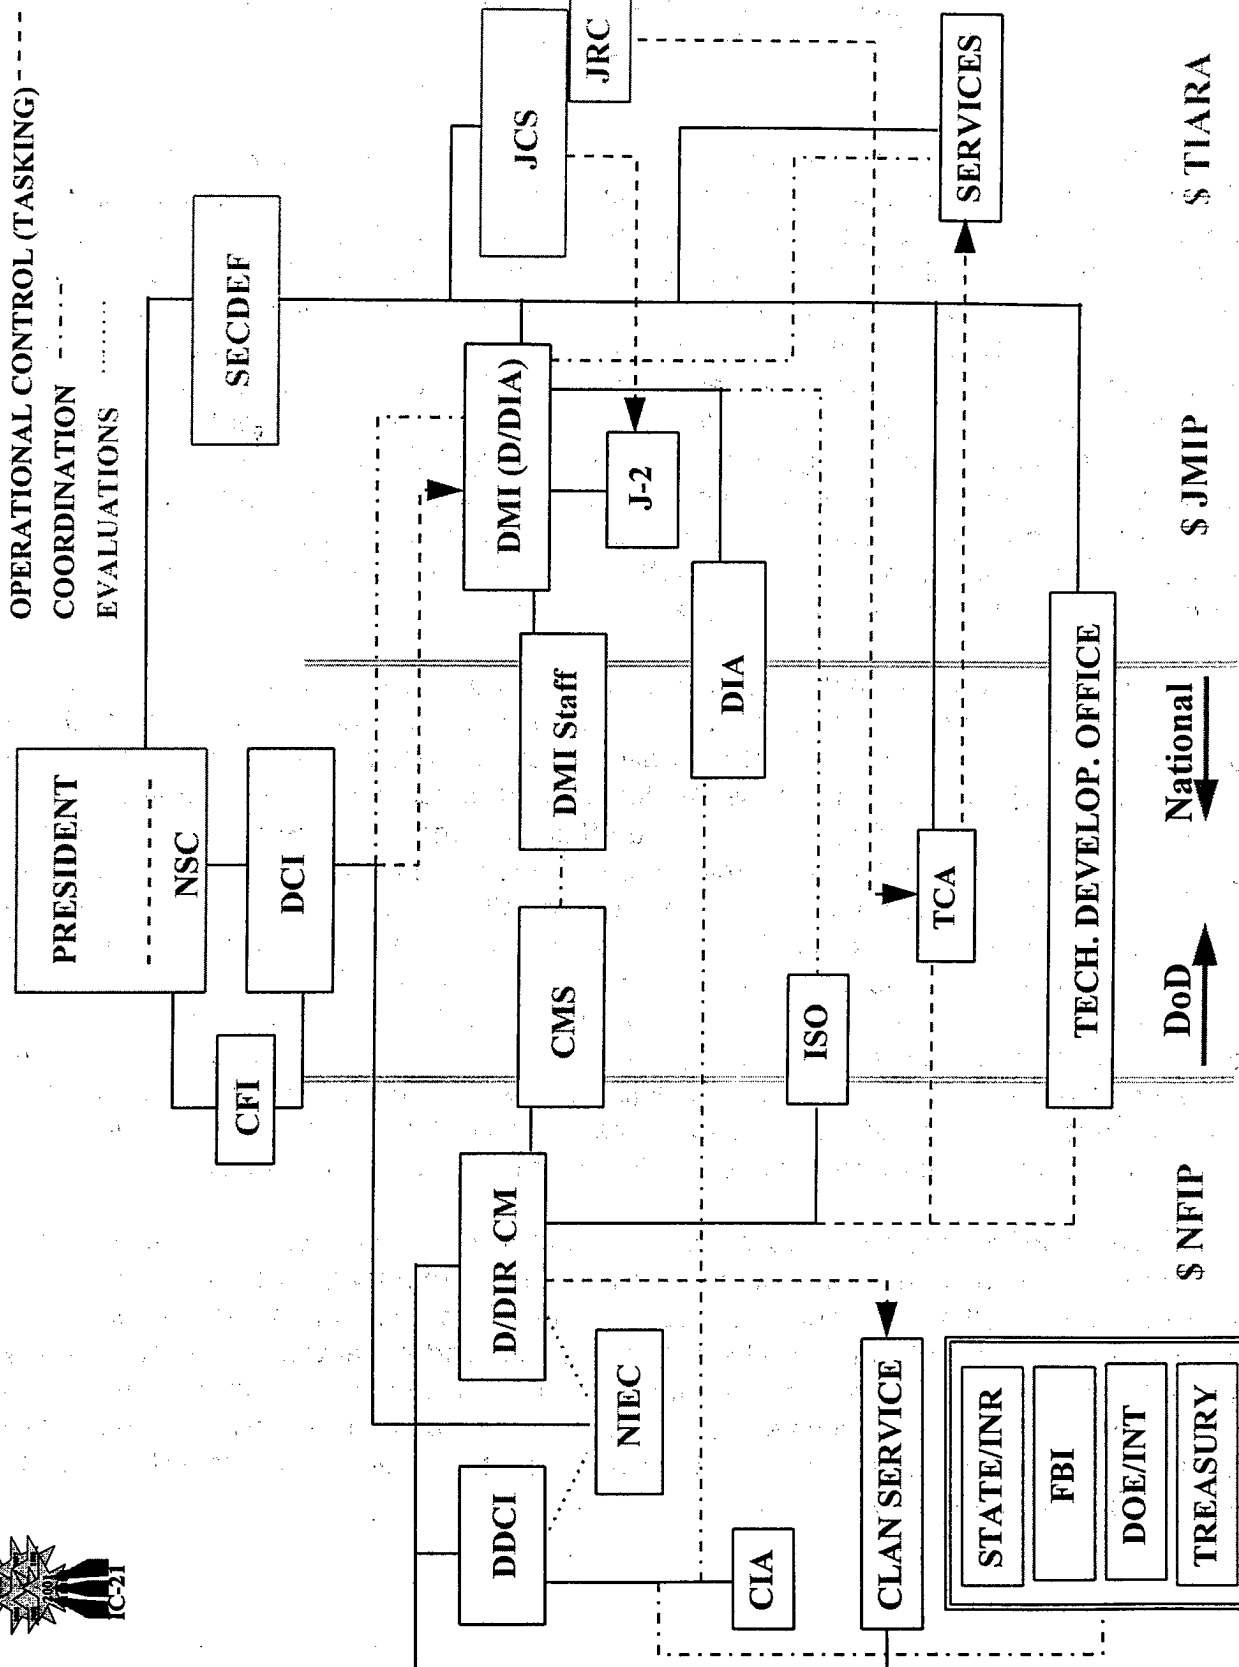 IC-21
OPERATIONAL CONTROL (TASKING)
COORDINATION
EVALUATIONS
PRESIDENT
NSC
SECDEF
CFI
DCI
JCS
JRC
DDCI
D/DIR CM
CMS
DMI Staff
DMI (D/DIA)
NIEC
J-2
CIA
DIA
ISO
CLAN SERVICE
TCA
SERVICES
STATE/INR
FBI
DOE/INT
TREASURY
TECH. DEVELOP. OFFICE
DoD
National
$ NFIP
$ JMIP
$ TIARA